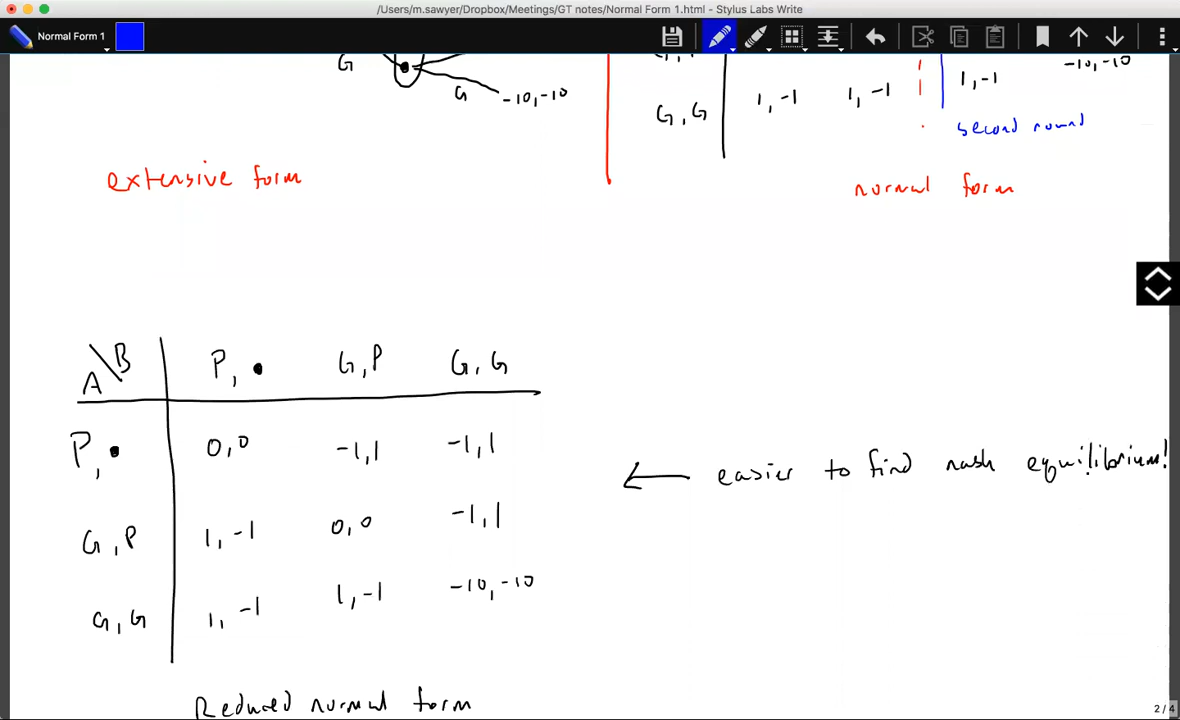 /Users/m.sawyer/Dropbox/Meetings/GT notes/Normal Form 1.html - Stylus Labs Write
Normal Form 1
G
G -10,-10
1,-1 -10,-10
G,G 1,-1 1,-1
second round
extensive form
normal form
A\B P,• G,P G,G
P,• 0,0 -1,1 -1,1
← easier to find nash equilibrium!
G,P 1,-1 0,0 -1,1
G,G 1,-1 1,-1 -10,-10
Reduced normal form
2/4